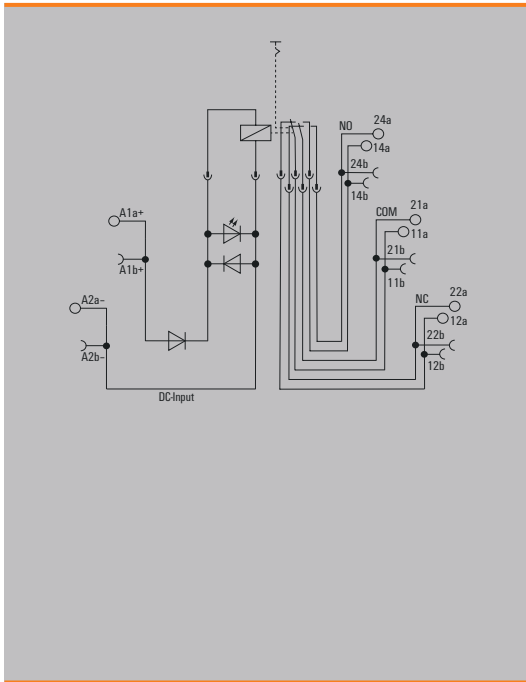 24a
NO
14a
24b
14b
21a
COM
11a
21b
11b
22a
NC
12a
22b
12b
A1a+
A1b+
A2a–
A2b–
DC-Input